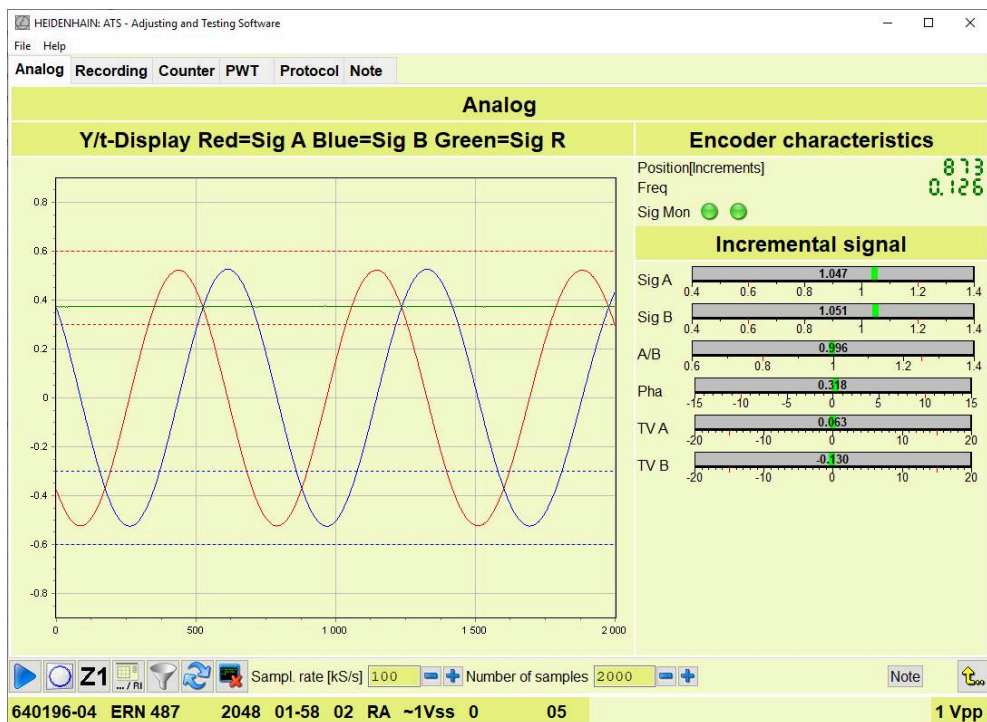 HEIDENHAIN: ATS - Adjusting and Testing Software
File Help
Analog Recording Counter PWT Protocol Note
Analog
Y/t-Display Red=Sig A Blue=Sig B Green=Sig R
0.8
0.6
0.4
0.2
0
-0.2
-0.4
-0.6
-0.8
0 500 1 000 1 500 2 000
Encoder characteristics
Position[Increments] 873
Freq 0.126
Sig Mon
Incremental signal
Sig A 1.047
0.4 0.6 0.8 1 1.2 1.4
Sig B 1.051
0.4 0.6 0.8 1 1.2 1.4
A/B 0.996
0.6 0.8 1 1.2 1.4
Pha 0.318
-15 -10 -5 0 5 10 15
TV A 0.063
-20 -10 0 10 20
TV B -0.130
-20 -10 0 10 20
Z1 ... / RI Sampl. rate [kS/s] 100 Number of samples 2000 Note
640196-04 ERN 487 2048 01-58 02 RA ~1Vss 0 05 1 Vpp